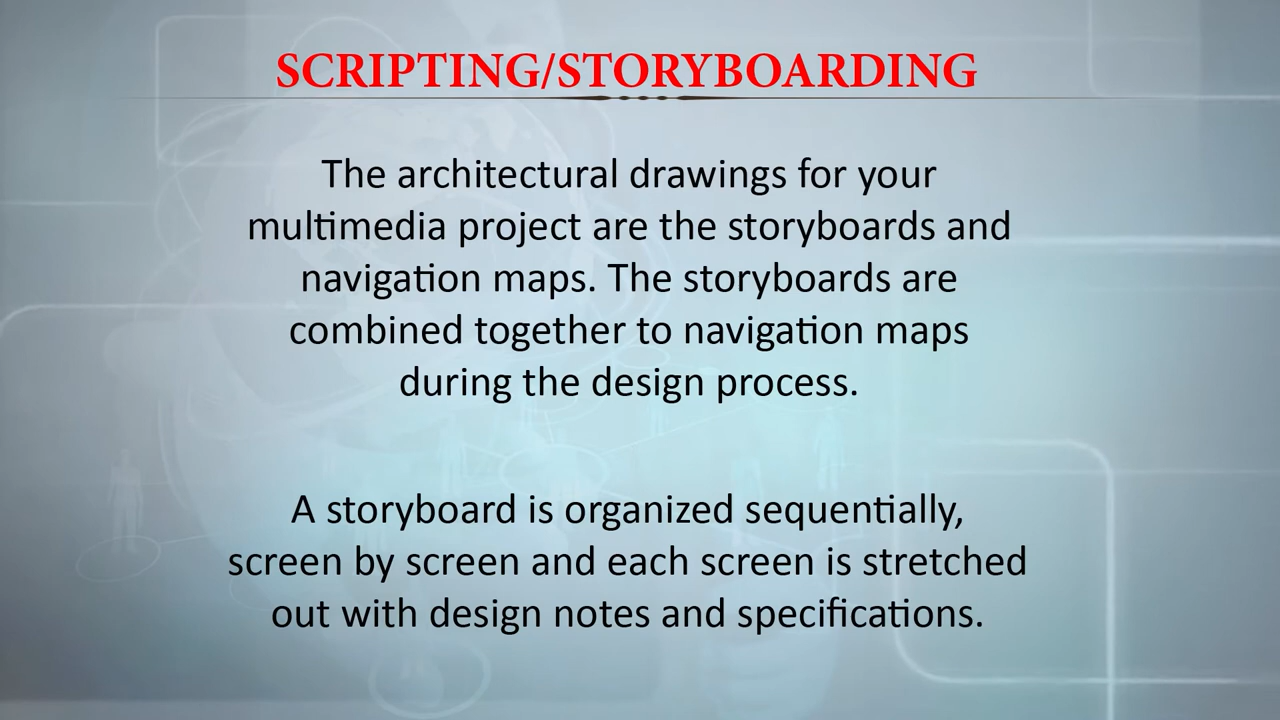 SCRIPTING/STORYBOARDING
The architectural drawings for your
multimedia project are the storyboards and
navigation maps. The storyboards are
combined together to navigation maps
during the design process.
A storyboard is organized sequentially,
screen by screen and each screen is stretched
out with design notes and specifications.